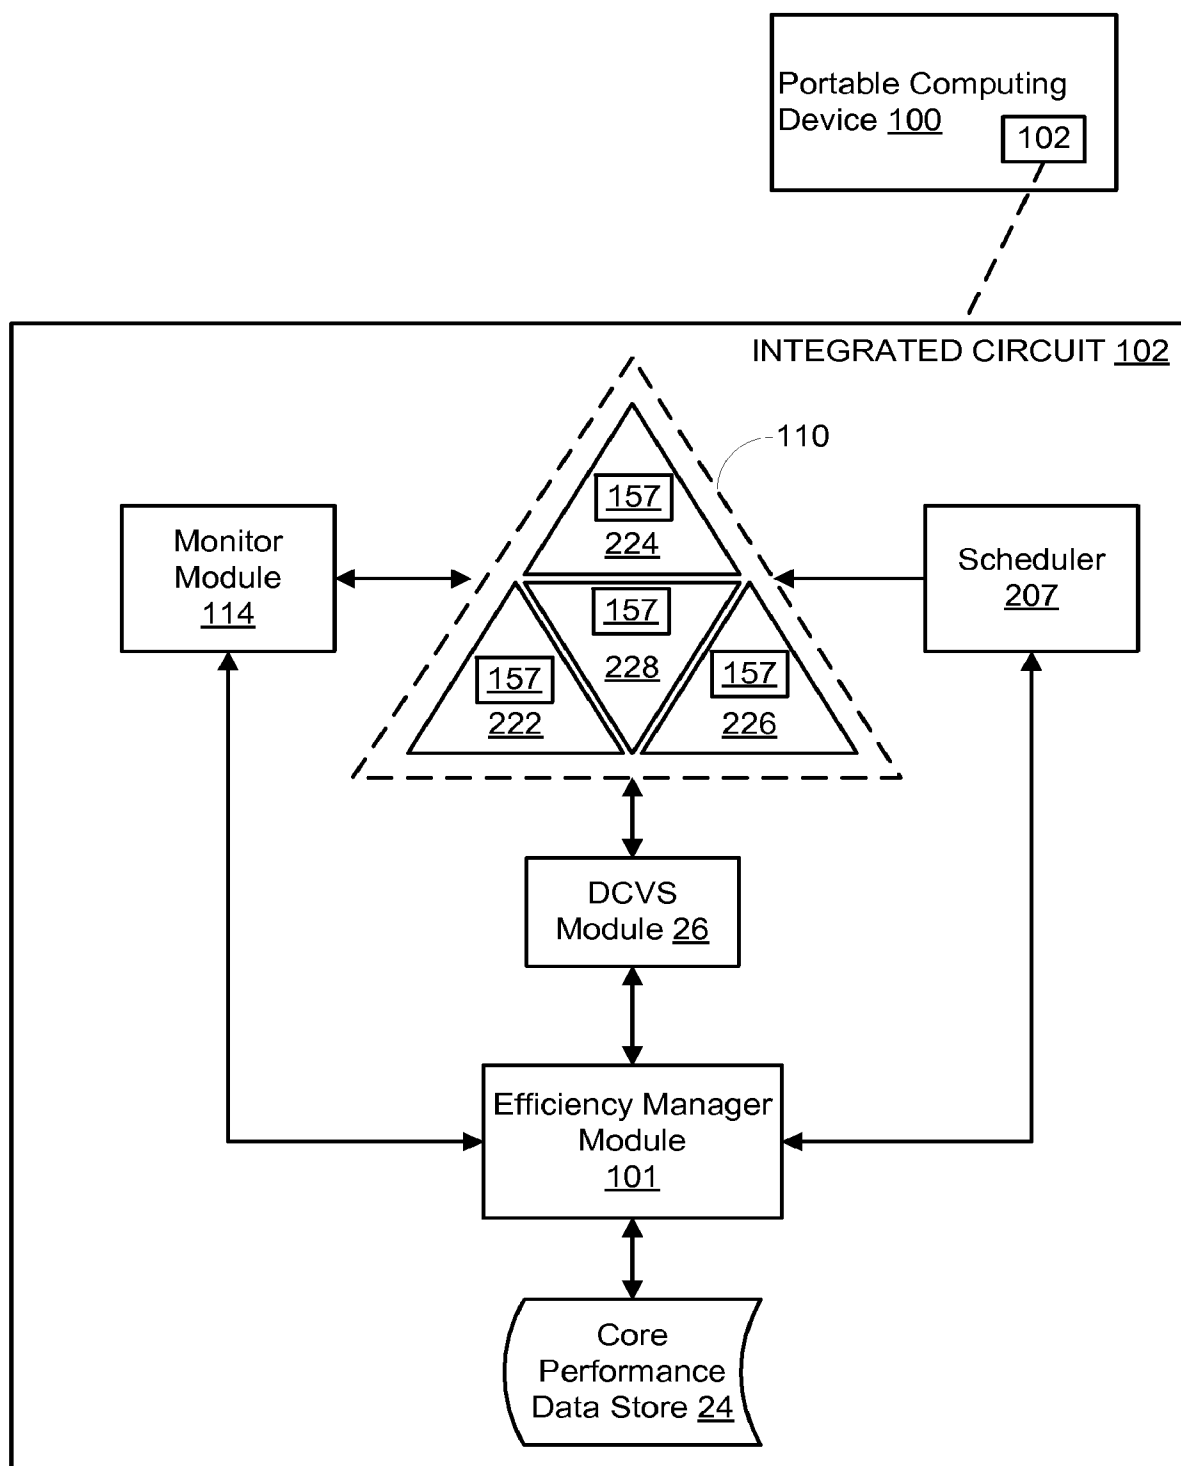 Portable Computing
Device 100
102
INTEGRATED CIRCUIT 102
110
157
224
Monitor
Module
114
Scheduler
207
157
228
157
222
157
226
DCVS
Module 26
Efficiency Manager
Module
101
Core
Performance
Data Store 24